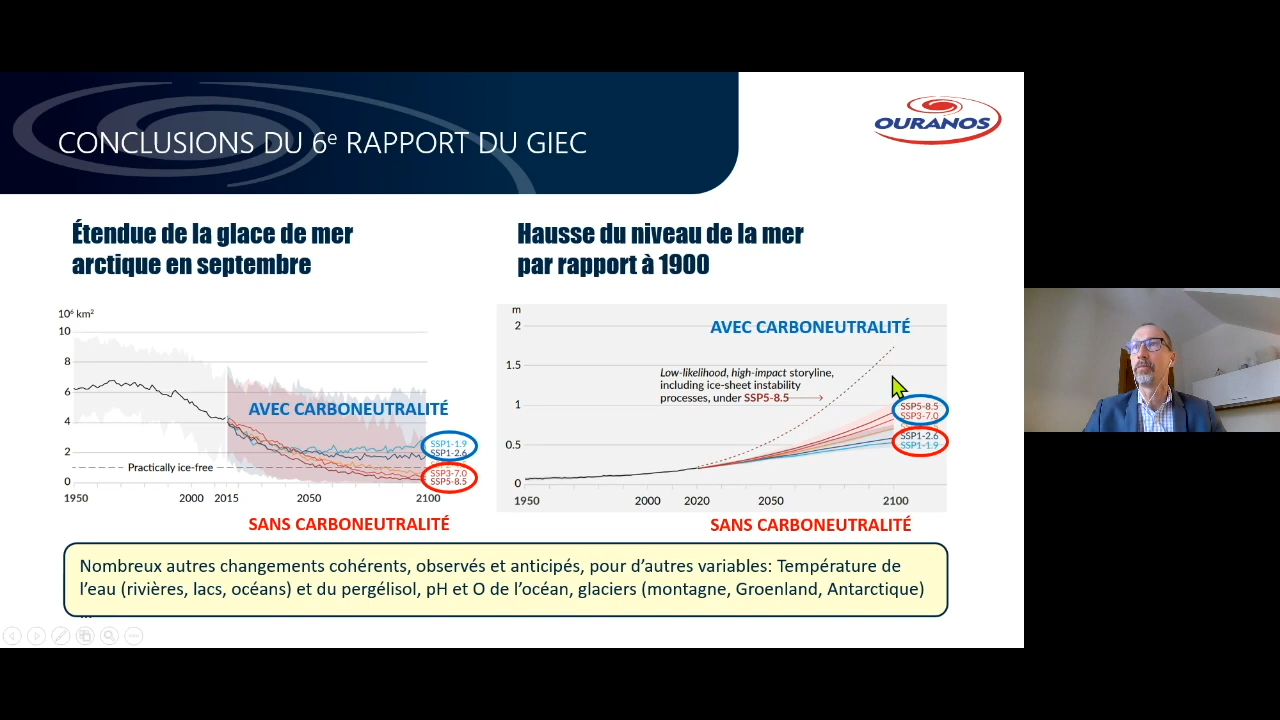 CONCLUSIONS DU 6e RAPPORT DU GIEC
OURANOS
Étendue de la glace de mer
arctique en septembre
10⁶ km²
10
8
6
4
2
0
AVEC CARBONEUTRALITÉ
SSP1-1.9
SSP1-2.6
Practically ice-free
SSP3-7.0
SSP5-8.5
1950
2000
2015
2050
2100
SANS CARBONEUTRALITÉ
Hausse du niveau de la mer
par rapport à 1900
m
2
1.5
1
0.5
0
AVEC CARBONEUTRALITÉ
Low-likelihood, high-impact storyline,
including ice-sheet instability
processes, under SSP5-8.5
SSP5-8.5
SSP3-7.0
SSP1-2.6
SSP1-1.9
1950
2000
2020
2050
2100
SANS CARBONEUTRALITÉ
Nombreux autres changements cohérents, observés et anticipés, pour d'autres variables: Température de
l'eau (rivières, lacs, océans) et du pergélisol, pH et O de l'océan, glaciers (montagne, Groenland, Antarctique)
...